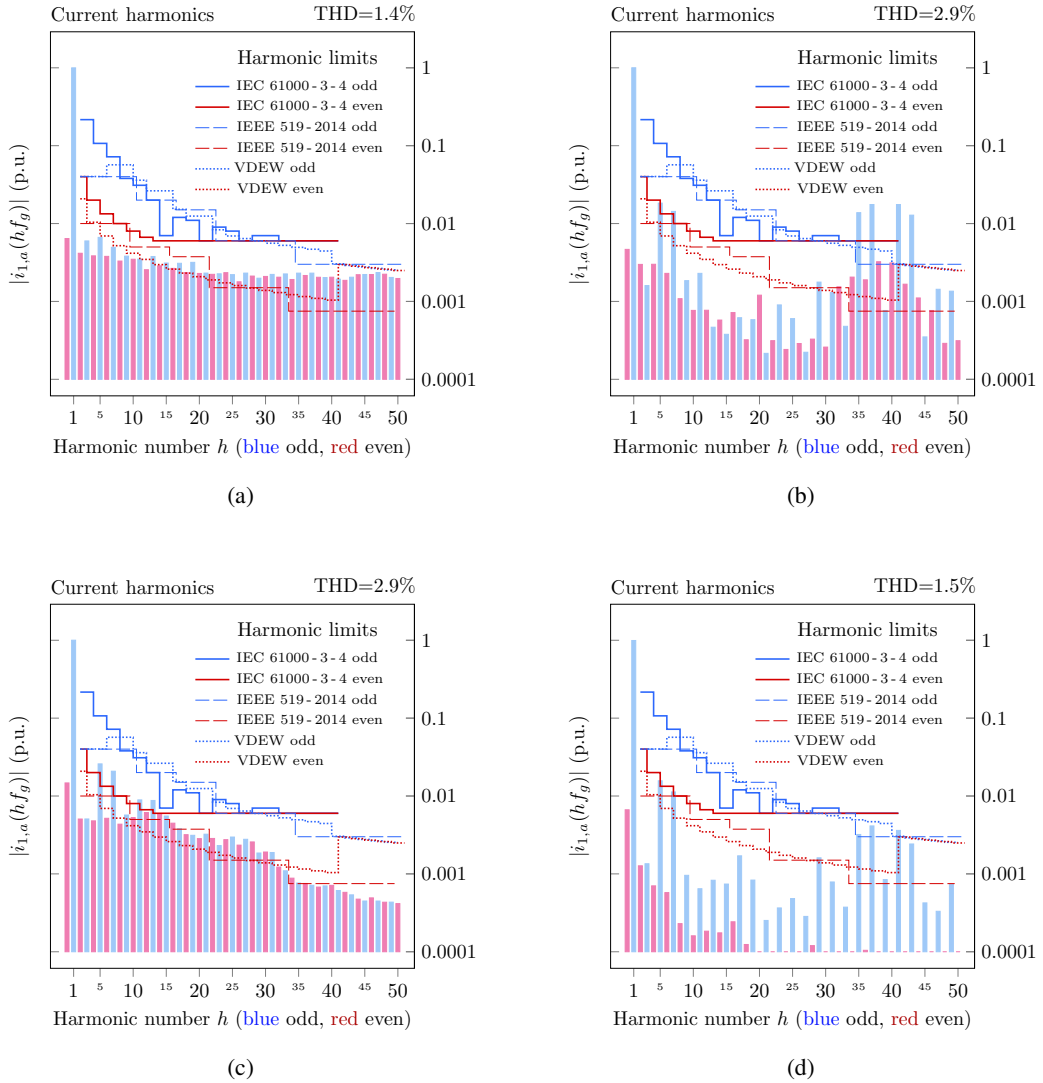 Current harmonics THD=1.4%
Harmonic limits
IEC 61000-3-4 odd
IEC 61000-3-4 even
IEEE 519-2014 odd
IEEE 519-2014 even
VDEW odd
VDEW even
1
0.1
0.01
0.001
0.0001
|i1,a(hfg)| (p.u.)
1 5 10 15 20 25 30 35 40 45 50
Harmonic number h (blue odd, red even)
(a)
Current harmonics THD=2.9%
Harmonic limits
IEC 61000-3-4 odd
IEC 61000-3-4 even
IEEE 519-2014 odd
IEEE 519-2014 even
VDEW odd
VDEW even
1
0.1
0.01
0.001
0.0001
|i1,a(hfg)| (p.u.)
1 5 10 15 20 25 30 35 40 45 50
Harmonic number h (blue odd, red even)
(b)
Current harmonics THD=2.9%
Harmonic limits
IEC 61000-3-4 odd
IEC 61000-3-4 even
IEEE 519-2014 odd
IEEE 519-2014 even
VDEW odd
VDEW even
1
0.1
0.01
0.001
0.0001
|i1,a(hfg)| (p.u.)
1 5 10 15 20 25 30 35 40 45 50
Harmonic number h (blue odd, red even)
(c)
Current harmonics THD=1.5%
Harmonic limits
IEC 61000-3-4 odd
IEC 61000-3-4 even
IEEE 519-2014 odd
IEEE 519-2014 even
VDEW odd
VDEW even
1
0.1
0.01
0.001
0.0001
|i1,a(hfg)| (p.u.)
1 5 10 15 20 25 30 35 40 45 50
Harmonic number h (blue odd, red even)
(d)